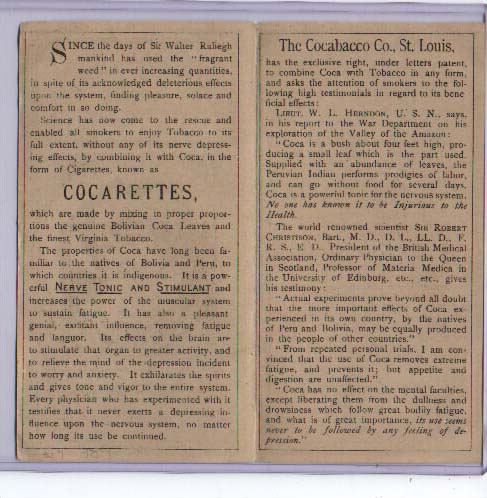 SINCE the days of Sir Walter Raliegh
mankind has used the "fragrant
weed" in ever increasing quantities,
in spite of its acknowledged deleterious effects
upon the system, finding pleasure, solace and
comfort in so doing.
Science has now come to the rescue and
enabled all smokers to enjoy Tobacco to its
full extent, without any of its nerve depress-
ing effects, by combining it with Coca, in the
form of Cigarettes, known as
COCARETTES,
which are made by mixing in proper propor-
tions the genuine Bolivian Coca Leaves and
the finest Virginia Tobacco.
The properties of Coca have long been fa-
miliar to the natives of Bolivia and Peru, to
which countries it is indigenous. It is a pow-
erful NERVE TONIC AND STIMULANT and
increases the power of the muscular system
to sustain fatigue. It has also a pleasant
genial, excitant influence, removing fatigue
and languor. Its effects on the brain are
to stimulate that organ to greater activity, and
to relieve the mind of the depression incident
to worry and anxiety. It exhilarates the spirits
and gives tone and vigor to the entire system.
Every physician who has experimented with it
testifies that it never exerts a depressing in-
fluence upon the nervous system, no matter
how long its use be continued.
The Cocabacco Co., St. Louis,
has the exclusive right, under letters patent,
to combine Coca with Tobacco in any form,
and asks the attention of smokers to the fol-
lowing high testimonials in regard to its bene
ficial effects:
LIEUT. W. L. HERNDON, U. S. N., says,
in his report to the War Department on his
exploration of the Valley of the Amazon:
"Coca is a bush about four feet high, pro-
ducing a small leaf which is the part used.
Supplied with an abundance of leaves, the
Peruvian Indian performs prodigies of labor,
and can go without food for several days.
Coca is a powerful tonic for the nervous system.
No one has known it to be Injurious to the
Health.
The world renowned scientist SIR ROBERT
CHRISTISON, Bart., M. D., D. L., LL. D., F.
R. S., E. D., President of the British Medical
Association, Ordinary Physician to the Queen
in Scotland, Professor of Materia Medica in
the University of Edinburg, etc., etc., gives
his testimony:
"Actual experiments prove beyond all doubt
that the more important effects of Coca ex-
perienced in its own country, by the natives
of Peru and Bolivia, may be equally produced
in the people of other countries."
"From repeated personal trials, I am con-
vinced that the use of Coca removes extreme
fatigue, and prevents it; but appetite and
digestion are unaffected."
"Coca has no effect on the mental faculties,
except liberating them from the dullness and
drowsiness which follow great bodily fatigue,
and what is of great importance, its use seems
never to be followed by any feeling of de-
pression."